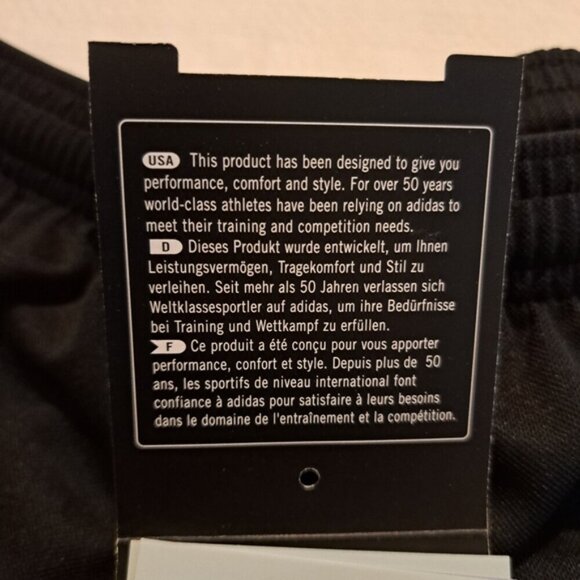 USA This product has been designed to give you
performance, comfort and style. For over 50 years
world-class athletes have been relying on adidas to
meet their training and competition needs.
D Dieses Produkt wurde entwickelt, um Ihnen
Leistungsvermögen, Tragekomfort und Stil zu
verleihen. Seit mehr als 50 Jahren verlassen sich
Weltklassesportler auf adidas, um ihre Bedürfnisse
bei Training und Wettkampf zu erfüllen.
F Ce produit a été conçu pour vous apporter
performance, confort et style. Depuis plus de 50
ans, les sportifs de niveau international font
confiance à adidas pour satisfaire à leurs besoins
dans le domaine de l'entraînement et la compétition.